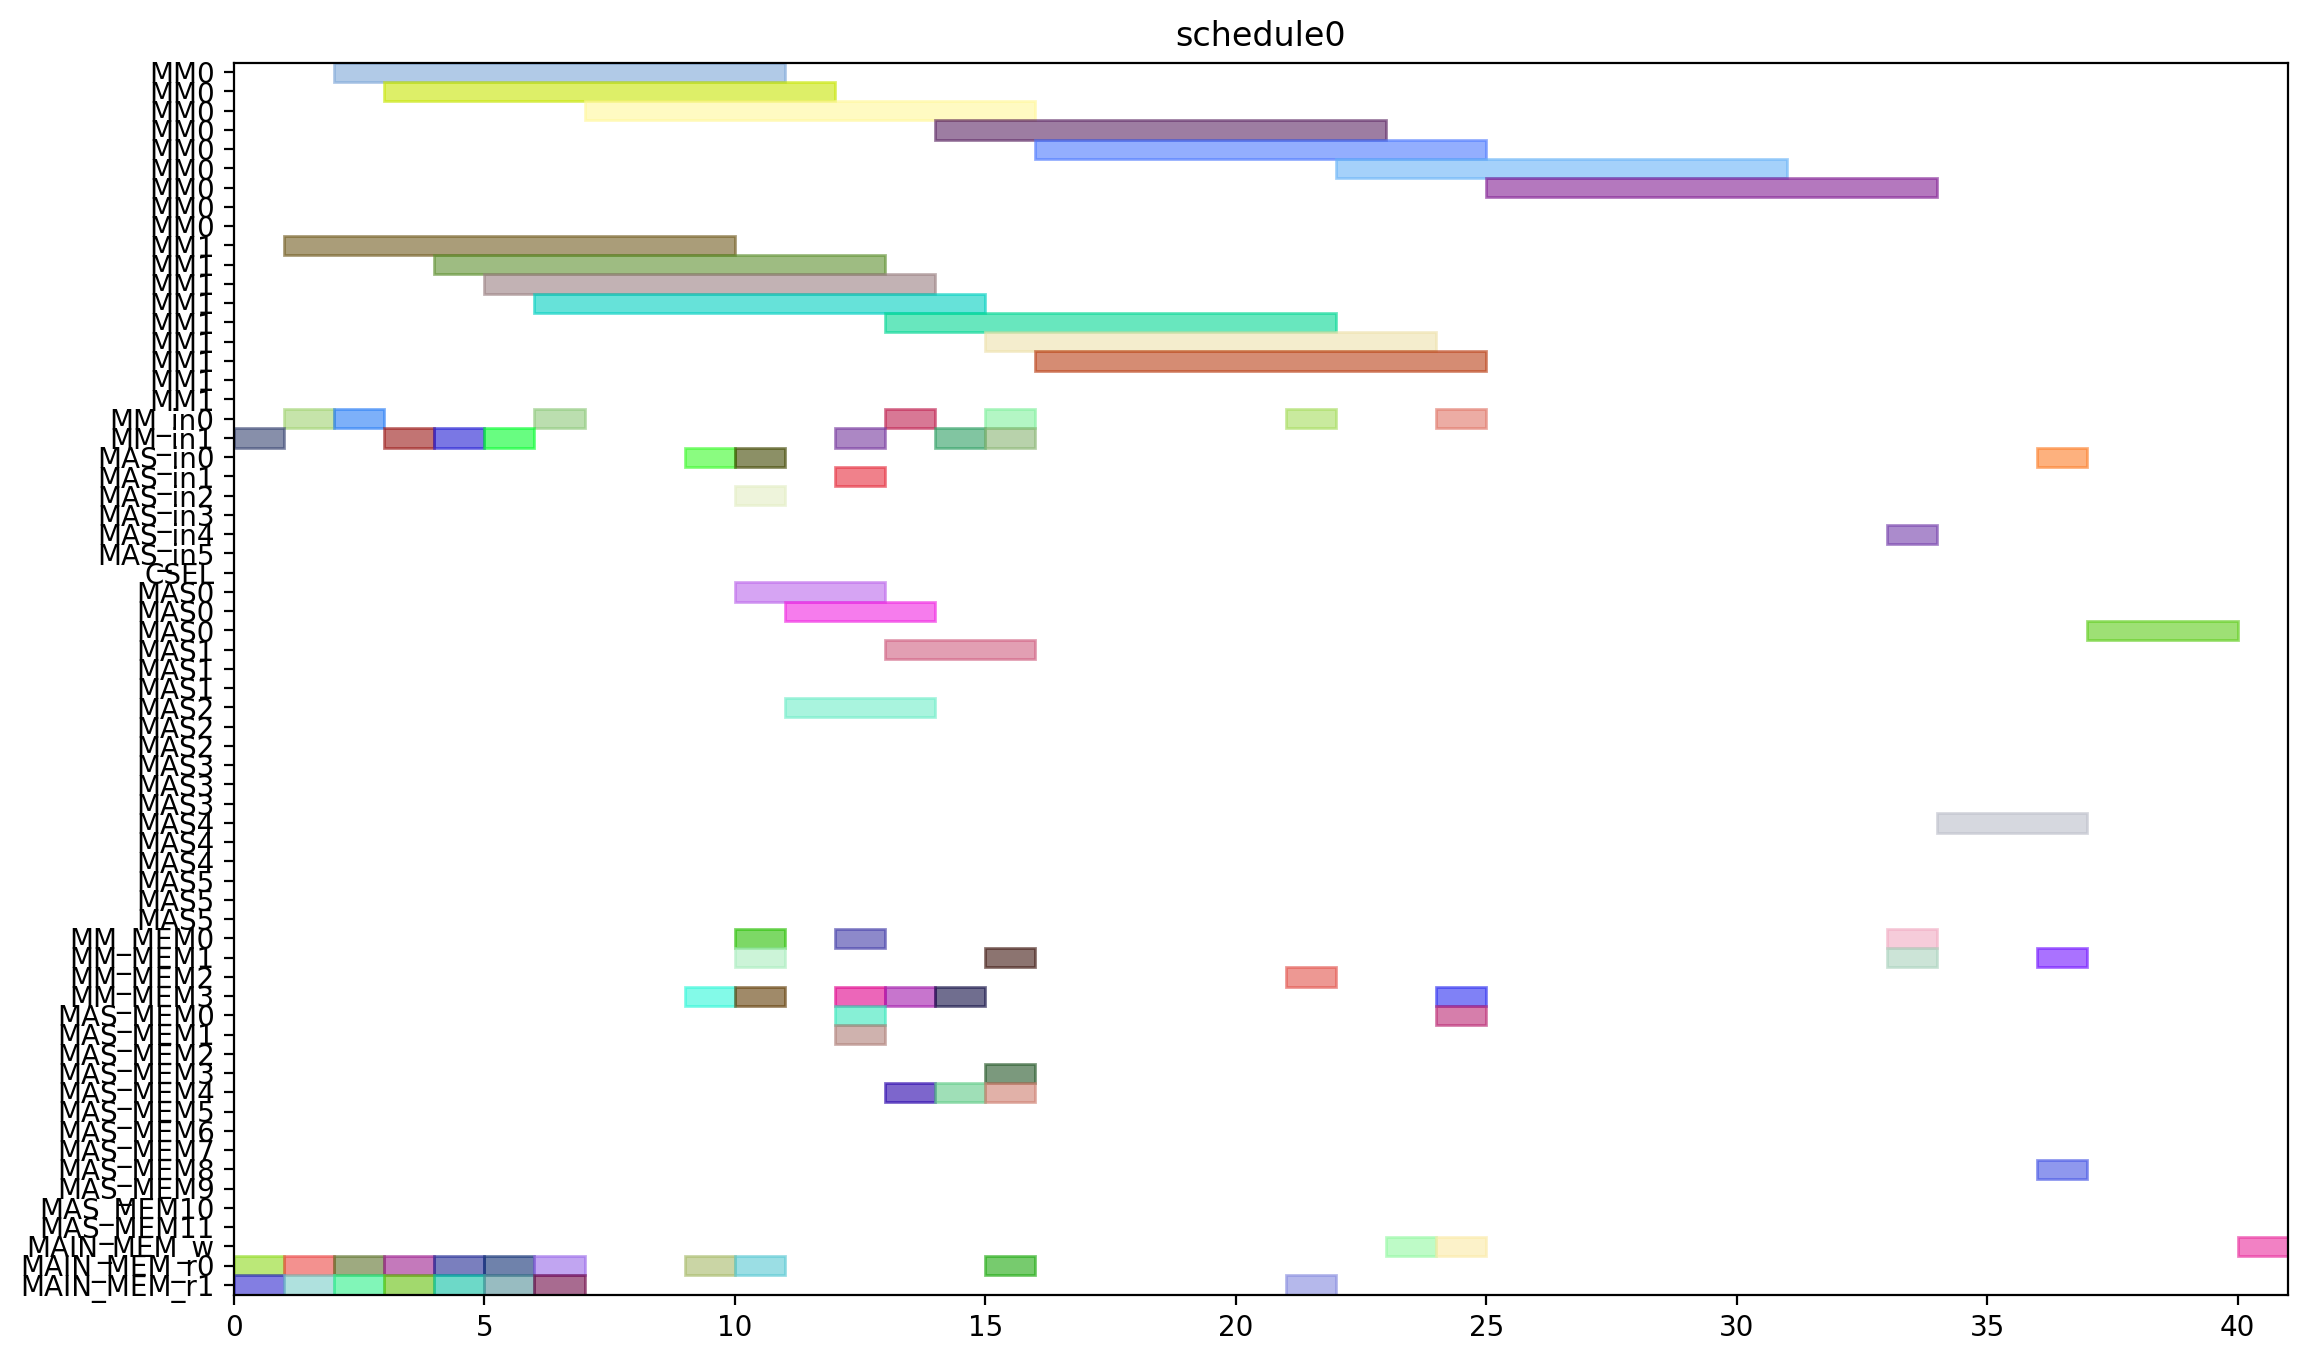 schedule0
MM0
MM0
MM0
MM0
MM0
MM0
MM0
MM0
MM0
MM1
MM1
MM1
MM1
MM1
MM1
MM1
MM1
MM1
MM_in0
MM_in1
MAS_in0
MAS_in1
MAS_in2
MAS_in3
MAS_in4
MAS_in5
CSEL
MAS0
MAS0
MAS0
MAS1
MAS1
MAS1
MAS2
MAS2
MAS2
MAS3
MAS3
MAS3
MAS4
MAS4
MAS4
MAS5
MAS5
MAS5
MM_MEM0
MM_MEM1
MM_MEM2
MM_MEM3
MAS_MEM0
MAS_MEM1
MAS_MEM2
MAS_MEM3
MAS_MEM4
MAS_MEM5
MAS_MEM6
MAS_MEM7
MAS_MEM8
MAS_MEM9
MAS_MEM10
MAS_MEM11
MAIN_MEM_w
MAIN_MEM_r0
MAIN_MEM_r1
0 5 10 15 20 25 30 35 40